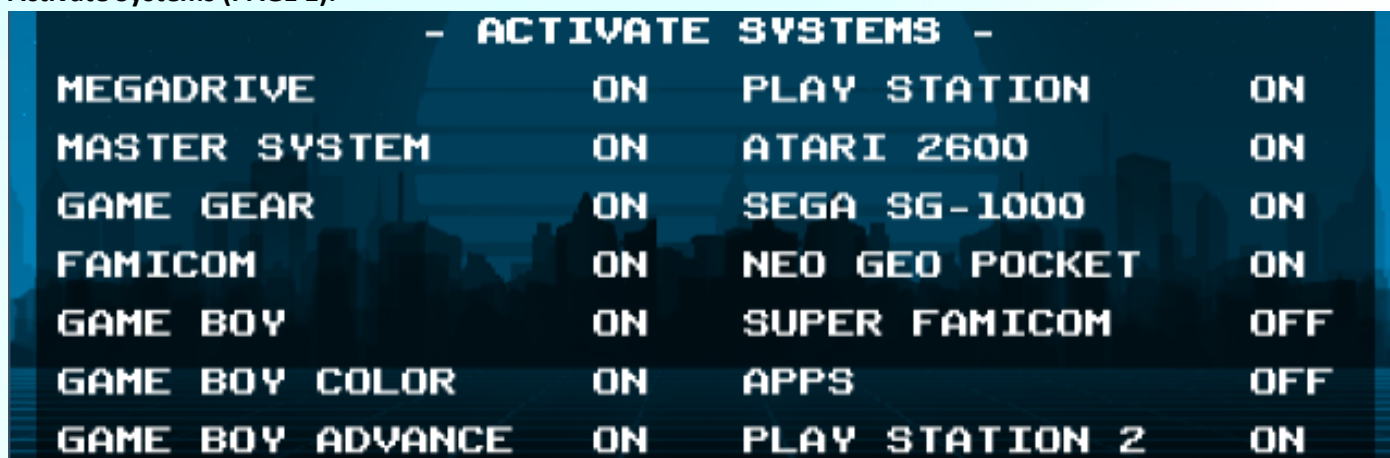 - ACTIVATE SYSTEMS -
MEGADRIVE ON PLAY STATION ON
MASTER SYSTEM ON ATARI 2600 ON
GAME GEAR ON SEGA SG-1000 ON
FAMICOM ON NEO GEO POCKET ON
GAME BOY ON SUPER FAMICOM OFF
GAME BOY COLOR ON APPS OFF
GAME BOY ADVANCE ON PLAY STATION 2 ON